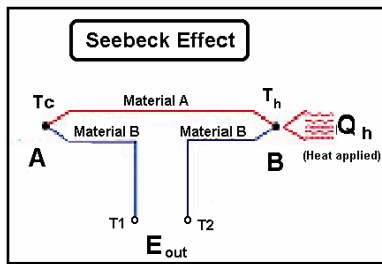 Seebeck Effect
Tc
Material A
Th
Material B
Material B
Qh
A
B
(Heat applied)
T1
T2
Eout